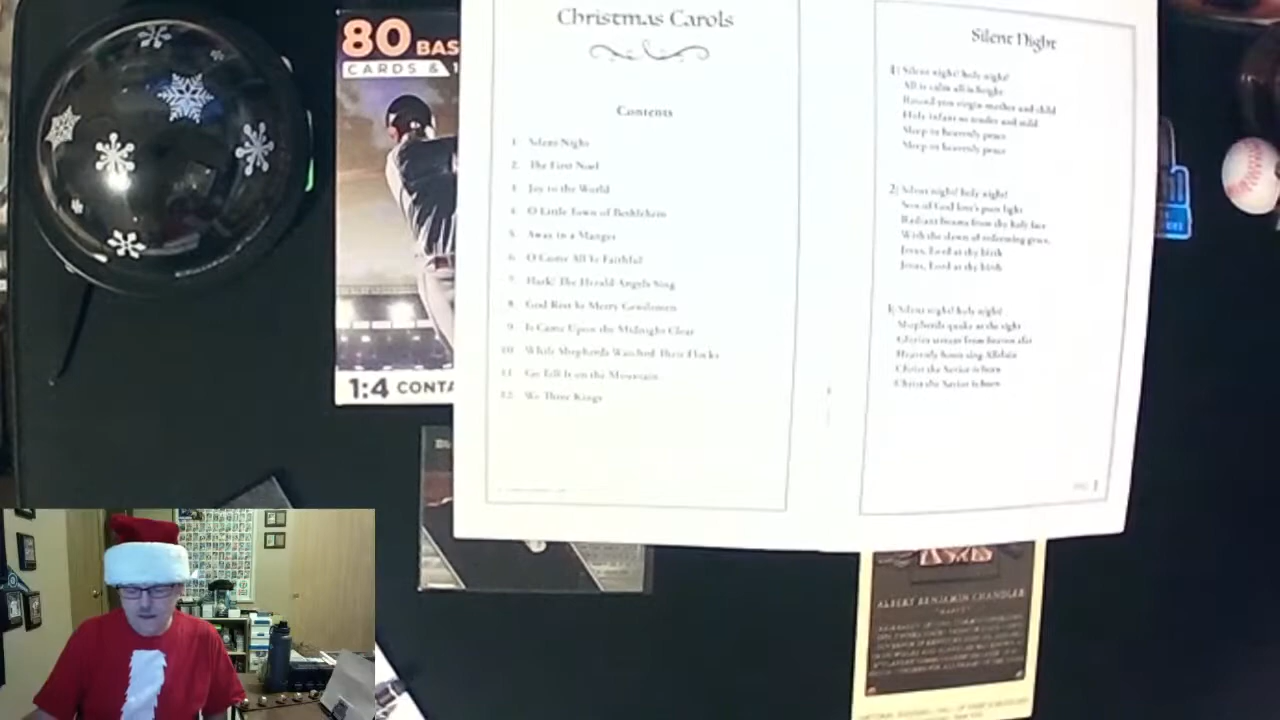 80 BAS
CARDS & 1
1:4 CONTA
Christmas Carols
Contents
1. Silent Night
2. The First Noel
3. Joy to the World
4. O Little Town of Bethlehem
5. Away in a Manger
6. O Come All Ye Faithful
7. Hark! The Herald Angels Sing
8. God Rest Ye Merry Gentlemen
9. It Came Upon the Midnight Clear
10. While Shepherds Watched Their Flocks
11. Go Tell It on the Mountain
12. We Three Kings
Silent Night
1) Silent night! holy night!
All is calm all is bright
Round yon virgin mother and child
Holy infant so tender and mild
Sleep in heavenly peace
Sleep in heavenly peace
2) Silent night! holy night!
Son of God love's pure light
Radiant beams from thy holy face
With the dawn of redeeming grace,
Jesus, Lord at thy birth
Jesus, Lord at thy birth
3) Silent night! holy night!
Shepherds quake at the sight
Glories stream from heaven afar
Heavenly hosts sing Alleluia
Christ the Savior is born
Christ the Savior is born
1
ALBERT BENJAMIN CHANDLER